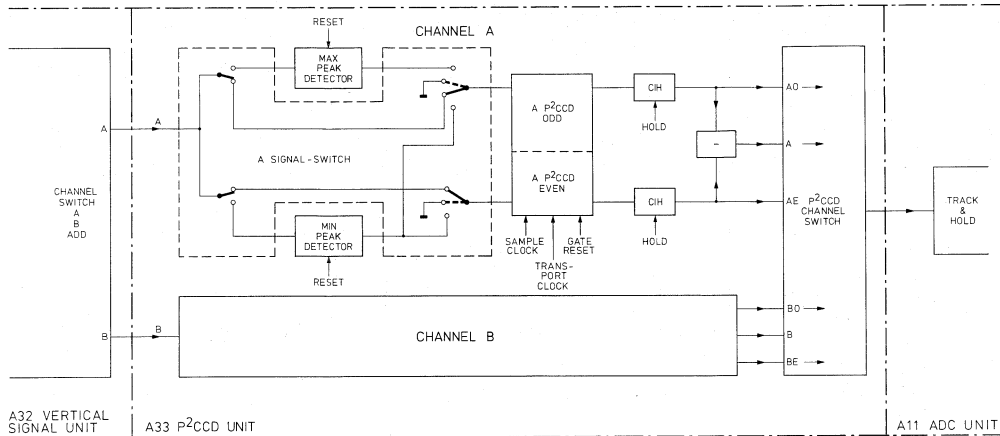 RESET
CHANNEL A
MAX
PEAK
DETECTOR
A SIGNAL-SWITCH
MIN
PEAK
DETECTOR
RESET
A
A
CHANNEL
SWITCH
A
B
ADD
B
B
A P²CCD
ODD
A P²CCD
EVEN
SAMPLE
CLOCK
TRANS-
PORT
CLOCK
GATE
RESET
CIH
HOLD
-
CIH
HOLD
AO
A
AE
P²CCD
CHANNEL
SWITCH
BO
B
BE
TRACK
&
HOLD
CHANNEL B
A32 VERTICAL
SIGNAL UNIT
A33 P²CCD UNIT
A11 ADC UNIT